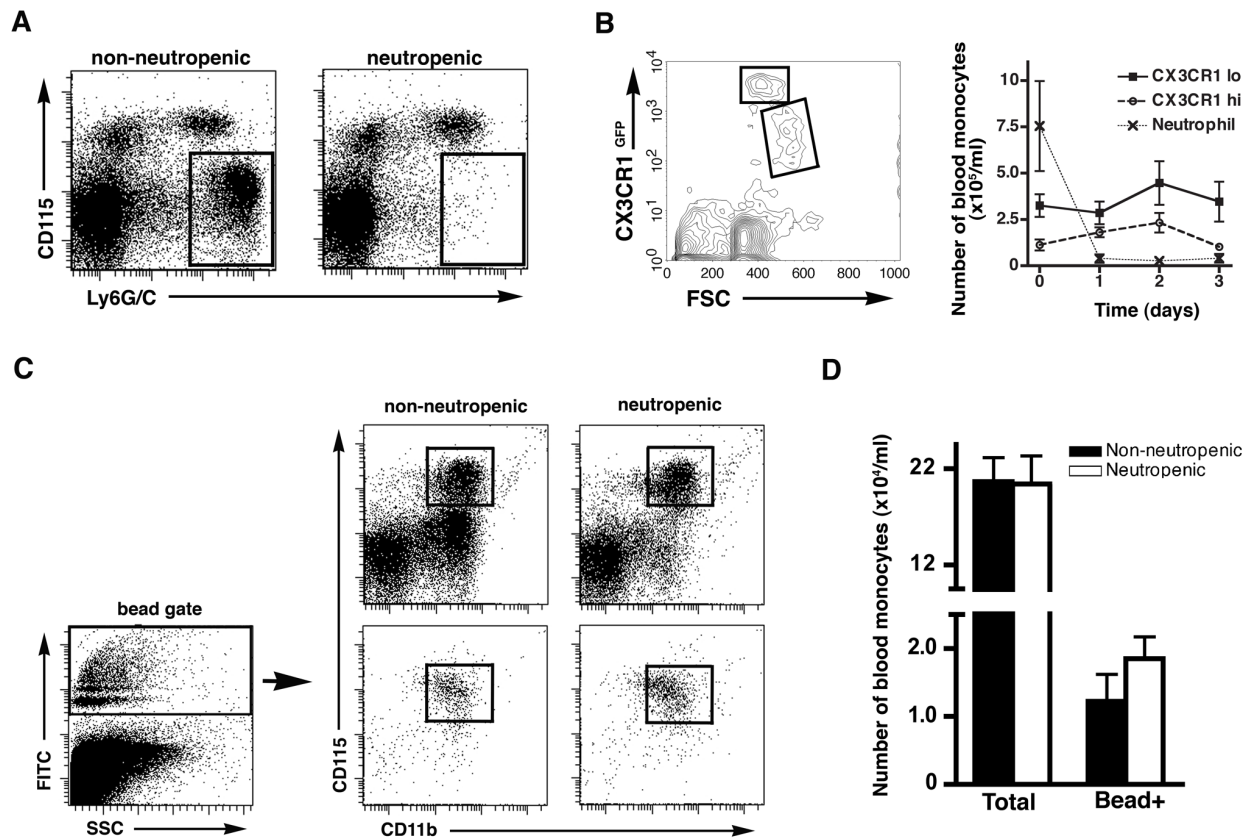 A
non-neutropenic
neutropenic
CD115
Ly6G/C
B
CX3CR1 GFP
10^4
10^3
10^2
10^1
10^0
0 200 400 600 800 1000
FSC
Number of blood monocytes
(x10^5/ml)
10
7.5
5.0
2.5
0
0 1 2 3
Time (days)
CX3CR1 lo
CX3CR1 hi
Neutrophil
C
non-neutropenic
neutropenic
bead gate
FITC
SSC
CD115
CD11b
D
Number of blood monocytes (x10^4/ml)
22
12
2.0
1.0
0
Non-neutropenic
Neutropenic
Total
Bead+